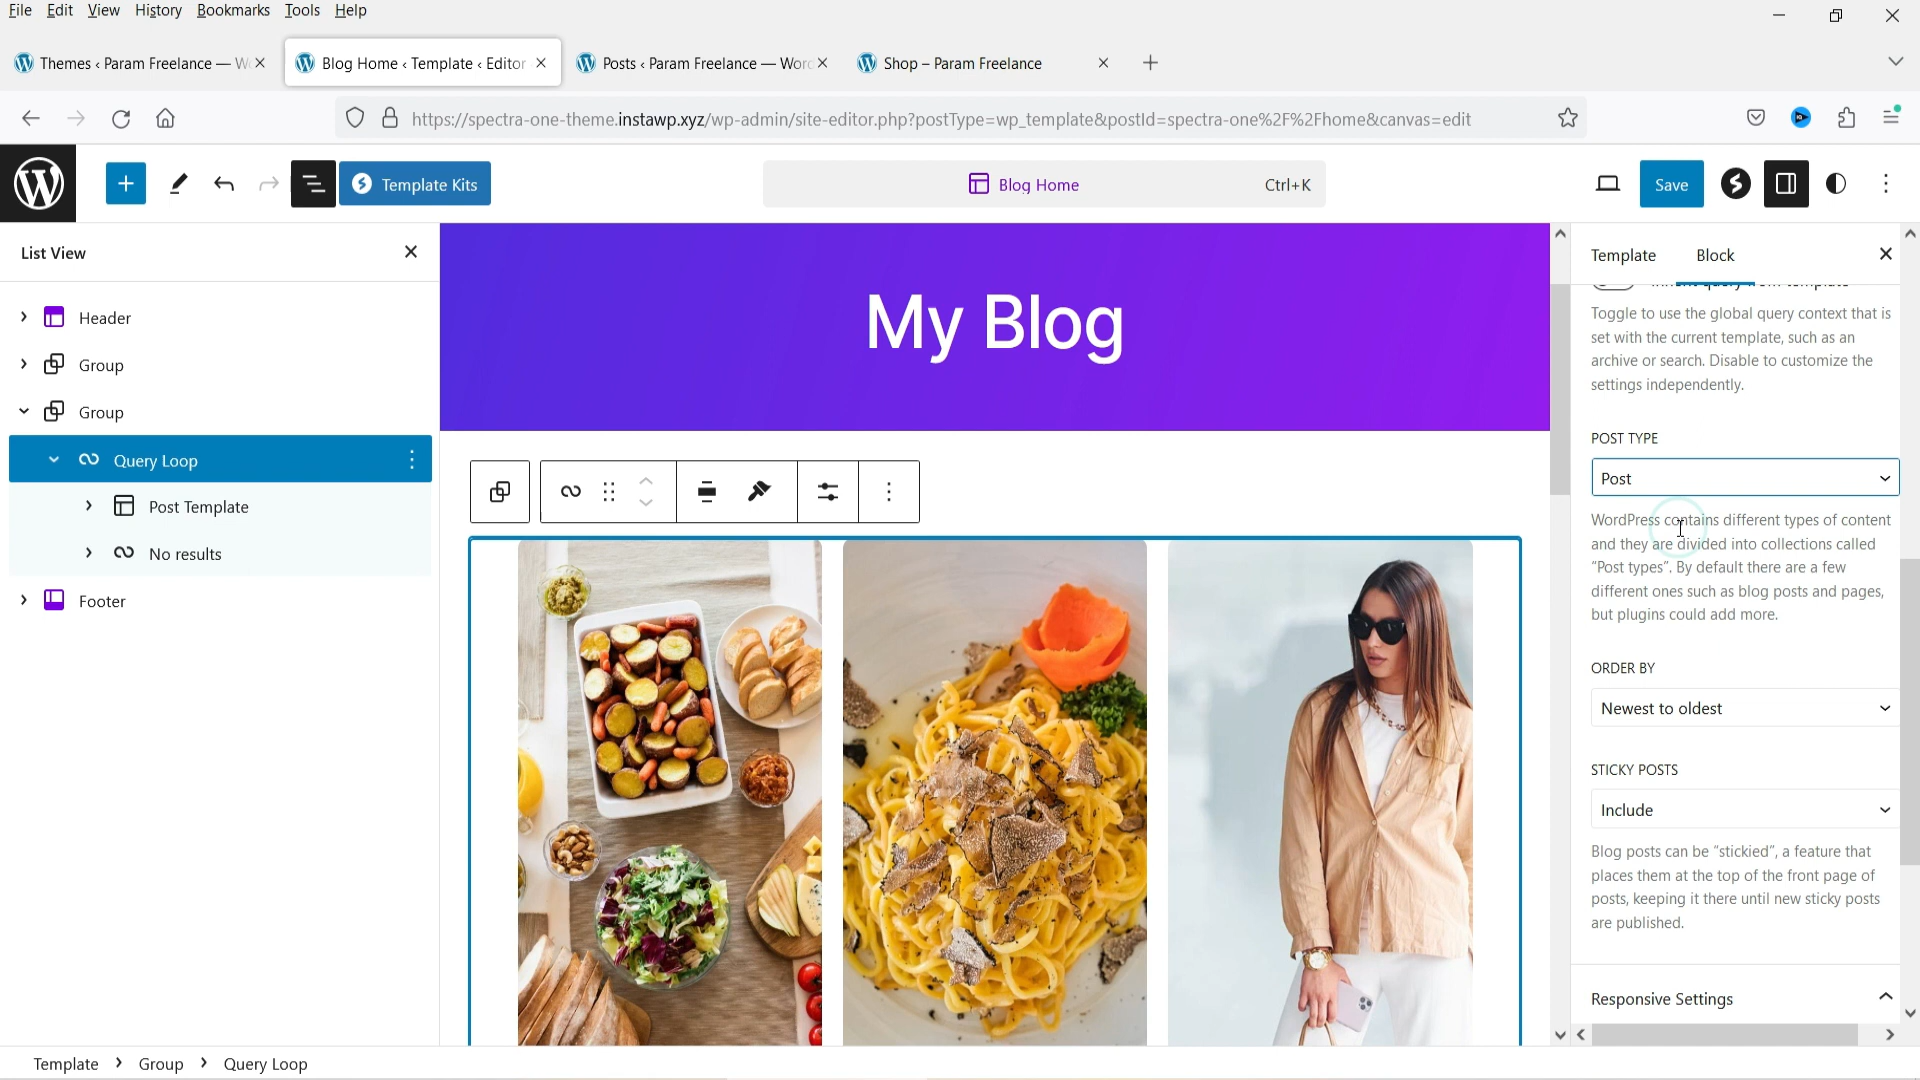 File Edit View History Bookmarks Tools Help
Themes ‹ Param Freelance — W
Blog Home ‹ Template ‹ Editor
Posts ‹ Param Freelance — Word
Shop – Param Freelance
https://spectra-one-theme.instawp.xyz/wp-admin/site-editor.php?postType=wp_template&postId=spectra-one%2F%2Fhome&canvas=edit
Template Kits
Blog Home
Ctrl+K
Save
List View
Header
Group
Group
Query Loop
Post Template
No results
Footer
My Blog
Template
Block
Inherit query from template
Toggle to use the global query context that is
set with the current template, such as an
archive or search. Disable to customize the
settings independently.
POST TYPE
Post
WordPress contains different types of content
and they are divided into collections called
“Post types”. By default there are a few
different ones such as blog posts and pages,
but plugins could add more.
ORDER BY
Newest to oldest
STICKY POSTS
Include
Blog posts can be “stickied”, a feature that
places them at the top of the front page of
posts, keeping it there until new sticky posts
are published.
Responsive Settings
Template › Group › Query Loop